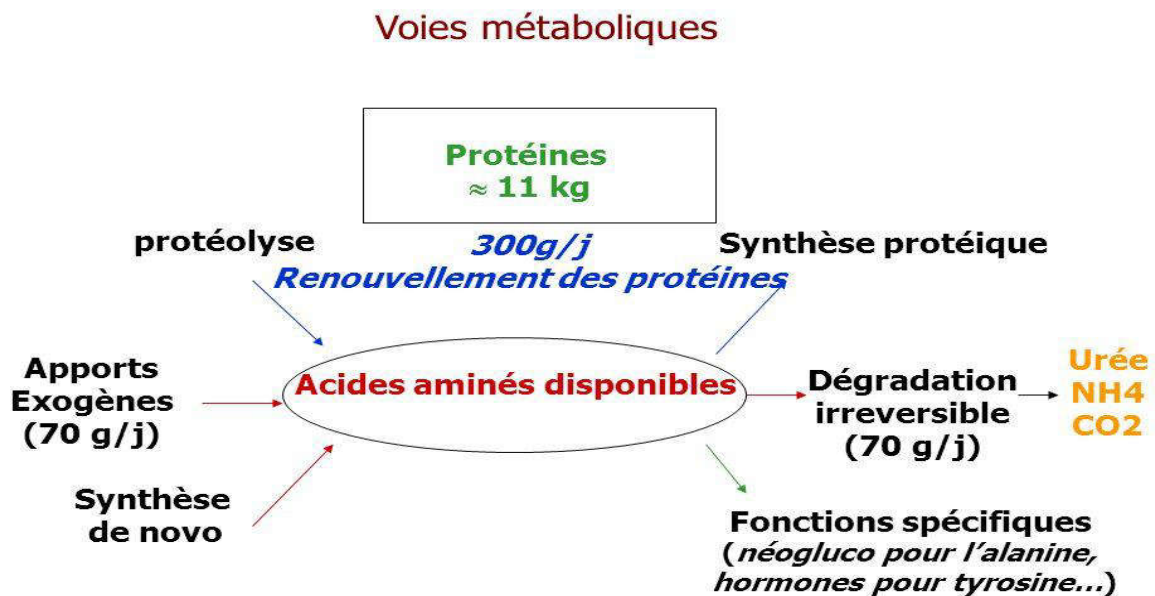 Voies métaboliques
Protéines
≈ 11 kg
protéolyse
300g/j
Synthèse protéique
Renouvellement des protéines
Apports
Exogènes
(70 g/j)
Acides aminés disponibles
Dégradation
irreversible
(70 g/j)
Urée
NH4
CO2
Synthèse
de novo
Fonctions spécifiques
(néogluco pour l'alanine,
hormones pour tyrosine...)